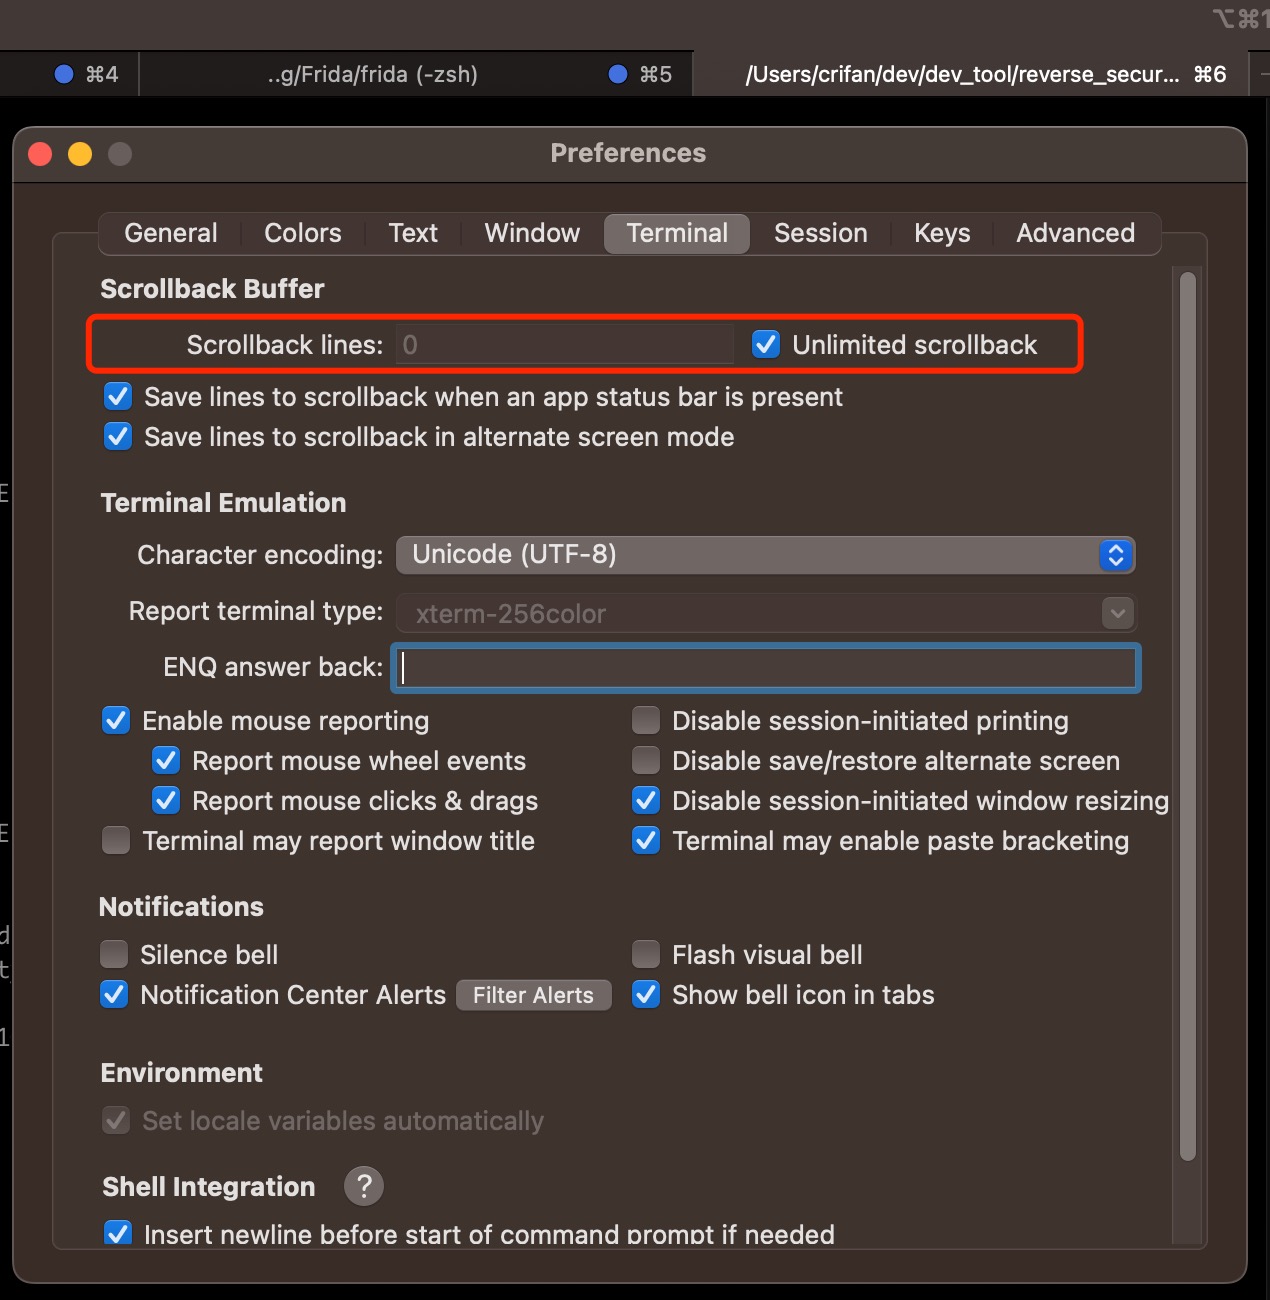 ⌥⌘1
⌘4 ..g/Frida/frida (-zsh) ⌘5 /Users/crifan/dev/dev_tool/reverse_secur... ⌘6
Preferences
General Colors Text Window Terminal Session Keys Advanced
Scrollback Buffer
Scrollback lines: 0 Unlimited scrollback
Save lines to scrollback when an app status bar is present
Save lines to scrollback in alternate screen mode
Terminal Emulation
Character encoding: Unicode (UTF-8)
Report terminal type: xterm-256color
ENQ answer back:
Enable mouse reporting Disable session-initiated printing
Report mouse wheel events Disable save/restore alternate screen
Report mouse clicks & drags Disable session-initiated window resizing
Terminal may report window title Terminal may enable paste bracketing
Notifications
Silence bell Flash visual bell
Notification Center Alerts Filter Alerts Show bell icon in tabs
Environment
Set locale variables automatically
Shell Integration ?
Insert newline before start of command prompt if needed